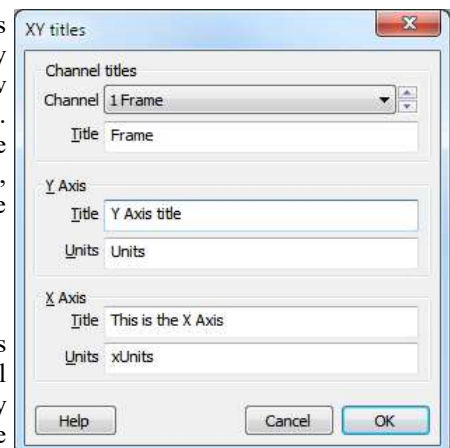 XY titles
Channel titles
Channel 1 Frame
Title Frame
Y Axis
Title Y Axis title
Units Units
X Axis
Title This is the X Axis
Units xUnits
Help Cancel OK